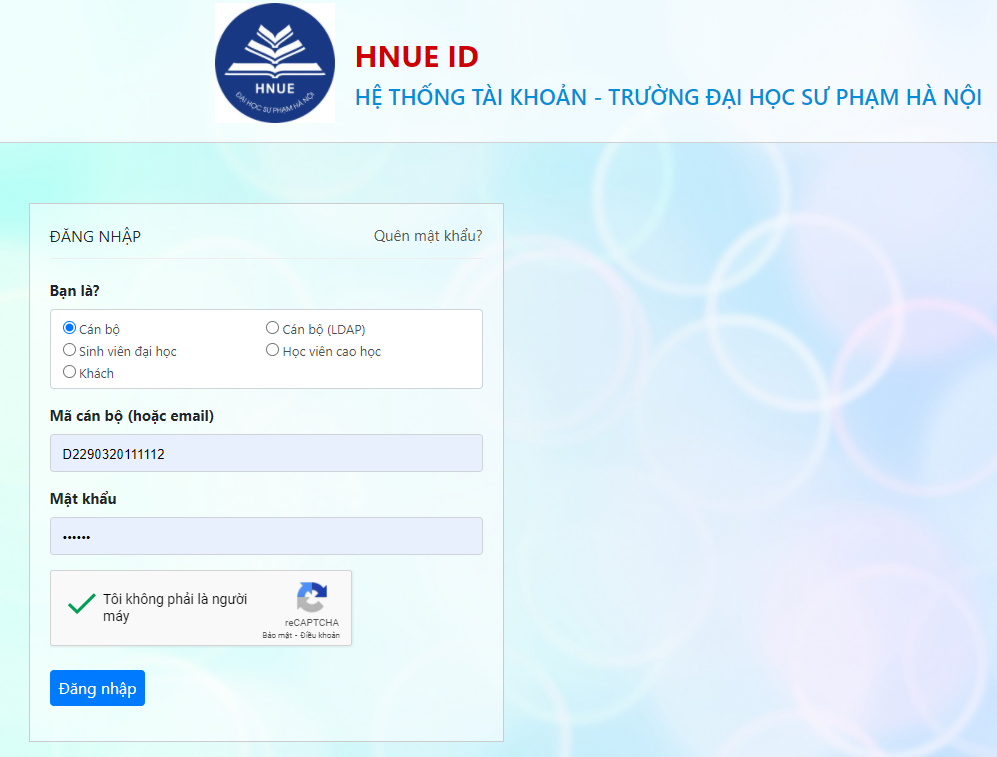 HNUE
ĐẠI HỌC SƯ PHẠM HÀ NỘI
HNUE ID
HỆ THỐNG TÀI KHOẢN - TRƯỜNG ĐẠI HỌC SƯ PHẠM HÀ NỘI
ĐĂNG NHẬP Quên mật khẩu?
Bạn là?
Cán bộ Cán bộ (LDAP)
Sinh viên đại học Học viên cao học
Khách
Mã cán bộ (hoặc email)
D2290320111112
Mật khẩu
••••••
Tôi không phải là người
máy
reCAPTCHA
Bảo mật - Điều khoản
Đăng nhập